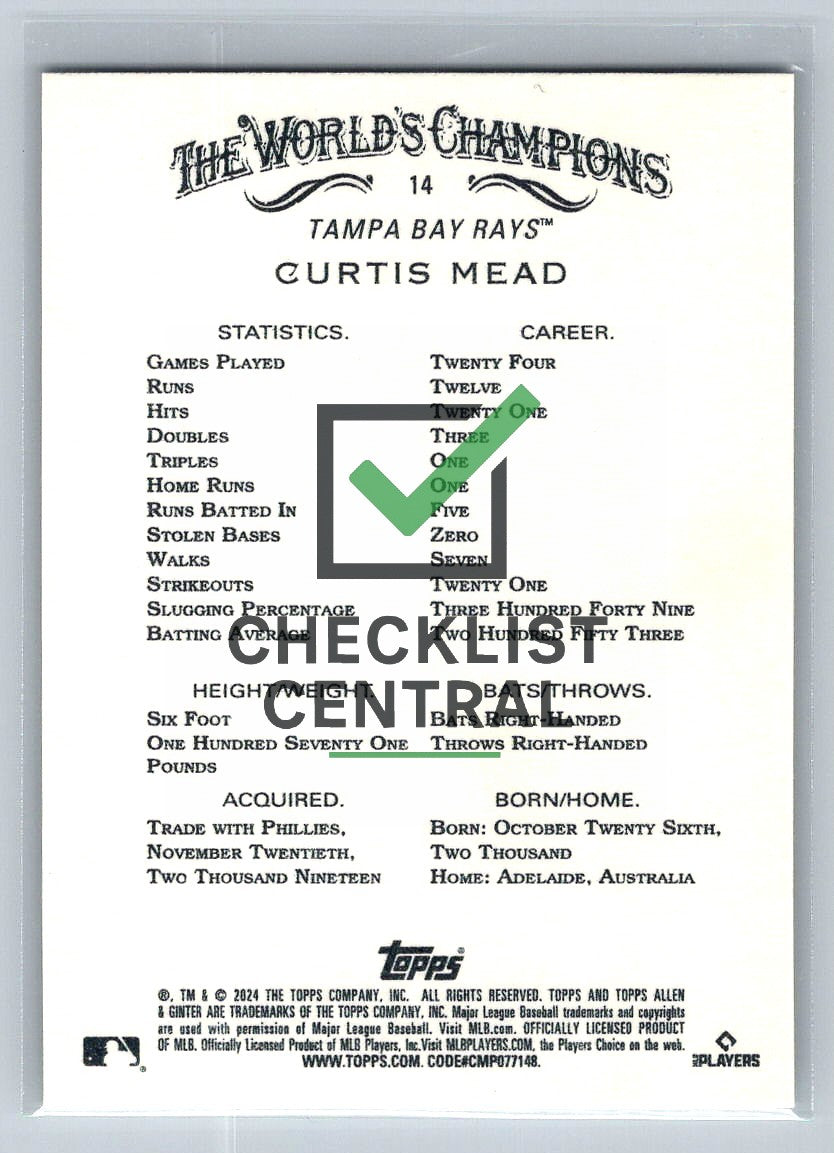 THE WORLD'S CHAMPIONS
14
TAMPA BAY RAYS™
CURTIS MEAD
STATISTICS. CAREER.
GAMES PLAYED TWENTY FOUR
RUNS TWELVE
HITS TWENTY ONE
DOUBLES THREE
TRIPLES ONE
HOME RUNS ONE
RUNS BATTED IN FIVE
STOLEN BASES ZERO
WALKS SEVEN
STRIKEOUTS TWENTY ONE
SLUGGING PERCENTAGE THREE HUNDRED FORTY NINE
BATTING AVERAGE TWO HUNDRED FIFTY THREE
CHECKLIST
CENTRAL
HEIGHT/WEIGHT. BATS/THROWS.
SIX FOOT BATS RIGHT-HANDED
ONE HUNDRED SEVENTY ONE THROWS RIGHT-HANDED
POUNDS
ACQUIRED. BORN/HOME.
TRADE WITH PHILLIES, BORN: OCTOBER TWENTY SIXTH,
NOVEMBER TWENTIETH, TWO THOUSAND
TWO THOUSAND NINETEEN HOME: ADELAIDE, AUSTRALIA
Topps®
®, TM & © 2024 THE TOPPS COMPANY, INC. ALL RIGHTS RESERVED. TOPPS AND TOPPS ALLEN
& GINTER ARE TRADEMARKS OF THE TOPPS COMPANY, INC. Major League Baseball trademarks and copyrights
are used with permission of Major League Baseball. Visit MLB.com. OFFICIALLY LICENSED PRODUCT
OF MLB. Officially Licensed Product of MLB Players, Inc.Visit MLBPLAYERS.COM, the Players Choice on the web.
WWW.TOPPS.COM. CODE#CMP077148.
MLB PLAYERS